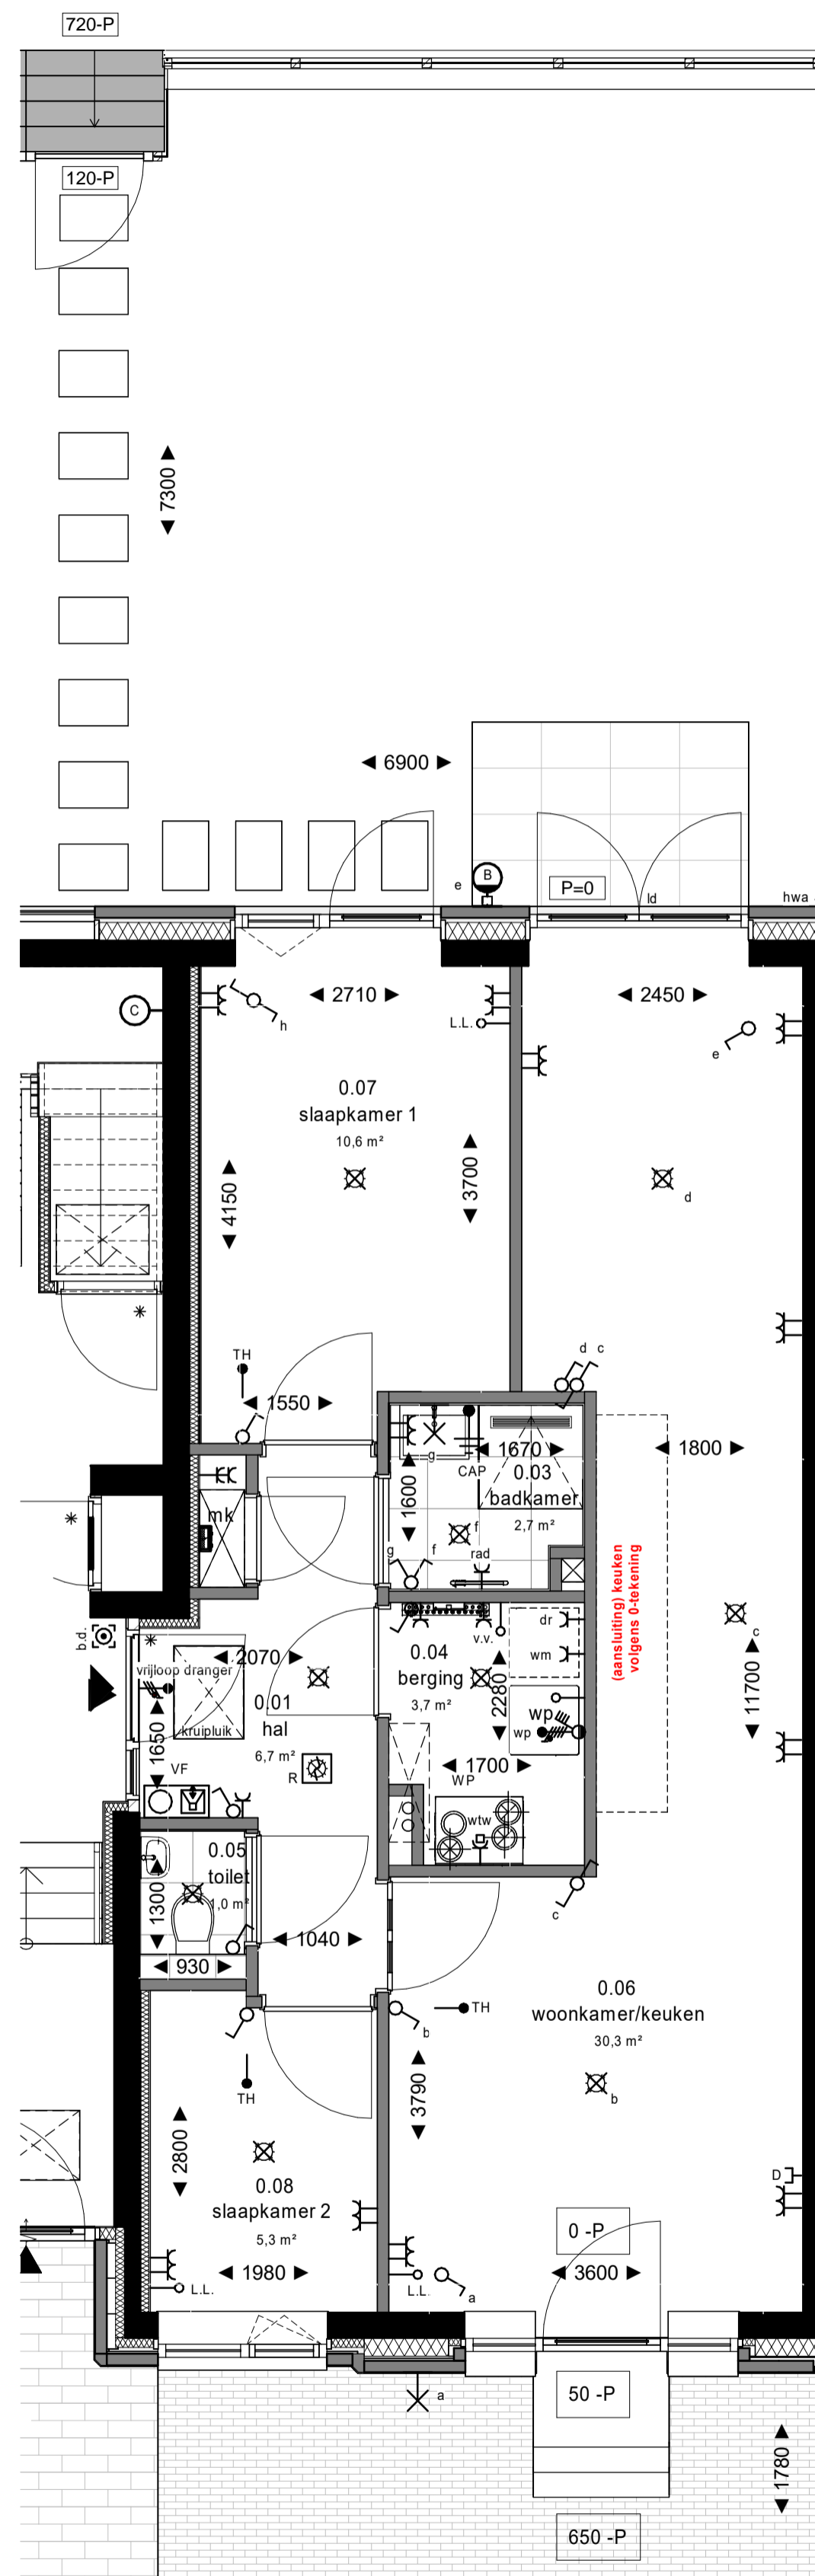 720-P
120-P
7300
6900
B
e
P=0
ld
hwa
C
h
2710
L.L.
2450
e
0.07
slaapkamer 1
10,6 m²
4150
3700
d
TH
1550
d c
g
CAP
1670
0.03
badkamer
2,7 m²
1600
1800
mk
f
g
f
rad
(aansluiting) keuken
volgens 0-tekening
c
11700
b.d.
vrijloop dranger
2070
0.01
hal
6,7 m²
kruipluik
1650
VF
R
0.04
berging
3,7 m²
v.v.
2280
dr
wm
wp
wp
1700
WP
wtw
0.05
toilet
1,0 m²
1300
930
1040
c
0.06
woonkamer/keuken
30,3 m²
b
TH
TH
3790
b
2800
0.08
slaapkamer 2
5,3 m²
D
0 -P
1980
3600
L.L.
L.L.
a
50 -P
a
1780
650 -P